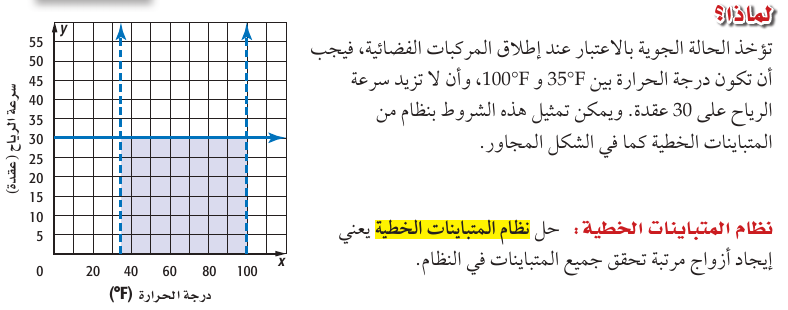 لماذا؟
تؤخذ الحالة الجوية بالاعتبار عند إطلاق المركبات الفضائية، فيجب
أن تكون درجة الحرارة بين 35°F و 100°F، وأن لا تزيد سرعة
الرياح على 30 عقدة. ويمكن تمثيل هذه الشروط بنظام من
المتباينات الخطية كما في الشكل المجاور.
نظام المتباينات الخطية : حل نظام المتباينات الخطية يعني
إيجاد أزواج مرتبة تحقق جميع المتباينات في النظام.
y
55
50
45
40
35
30
25
20
15
10
5
0 20 40 60 80 100 x
سرعة الرياح (عقدة)
درجة الحرارة (°F)